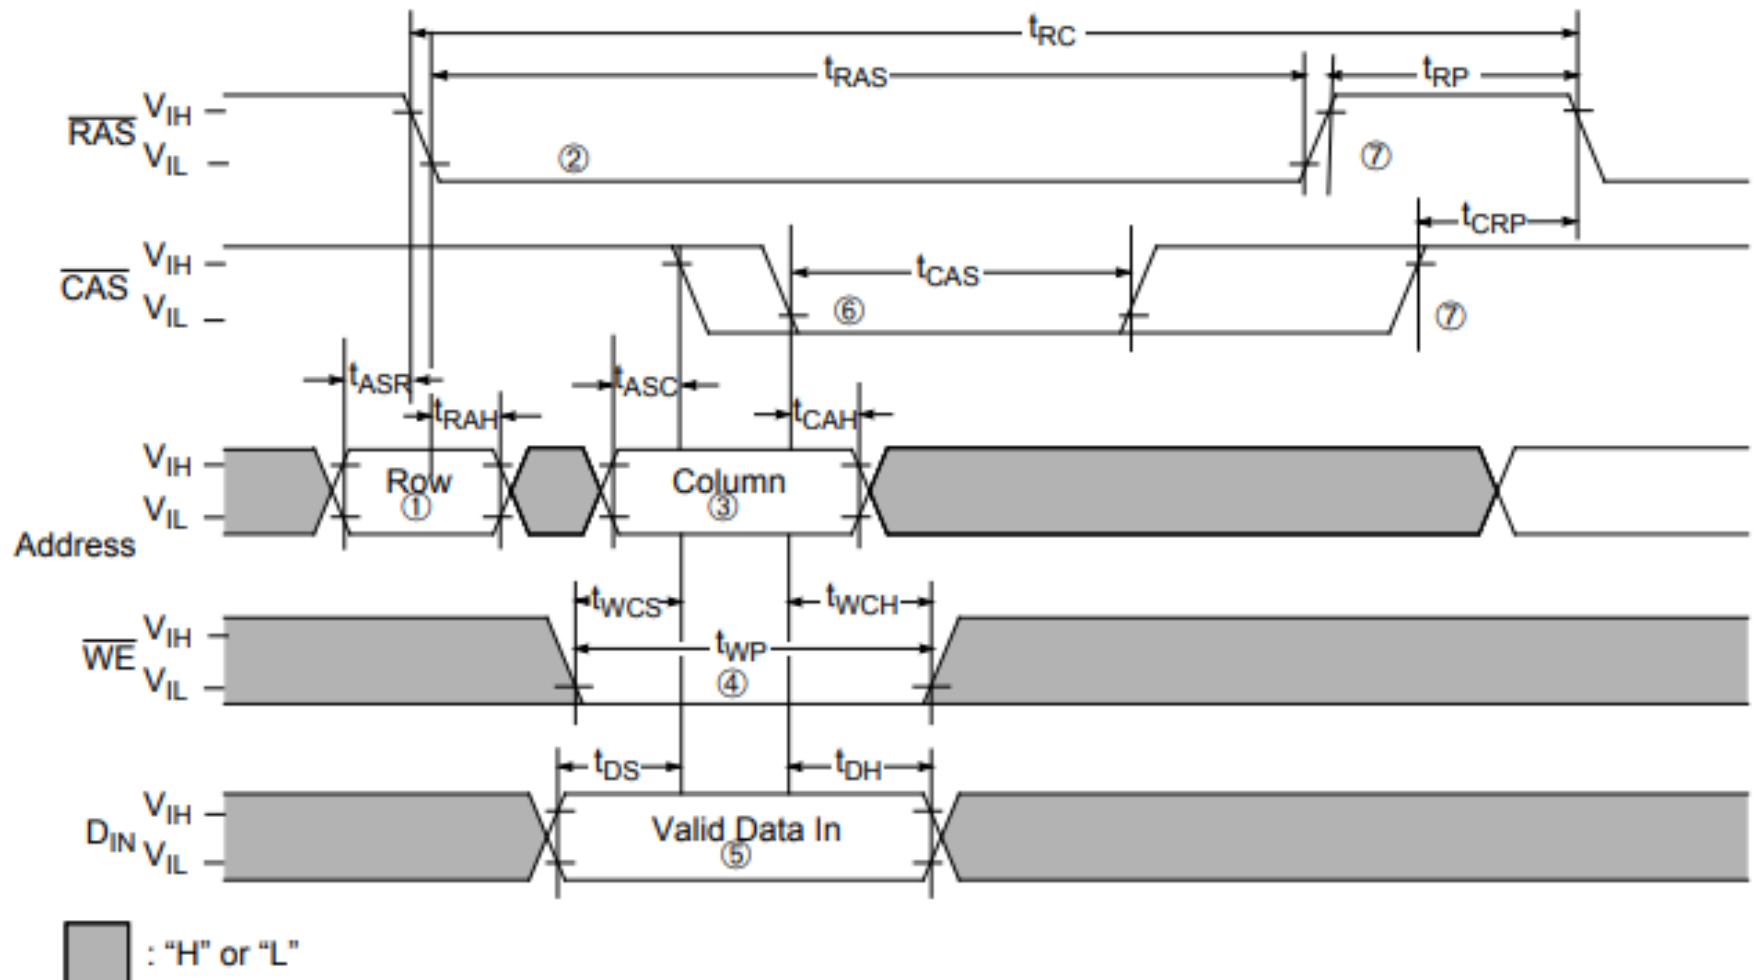 tRC
tRAS tRP
RAS VIH
VIL ② ⑦
tCRP
CAS VIH
tCAS
VIL ⑥ ⑦
tASR tASC
tRAH tCAH
VIH
Row Column
① ③
VIL
Address
tWCS tWCH
WE VIH
tWP
VIL ④
tDS tDH
DIN VIH
Valid Data In
VIL ⑤
: “H” or “L”